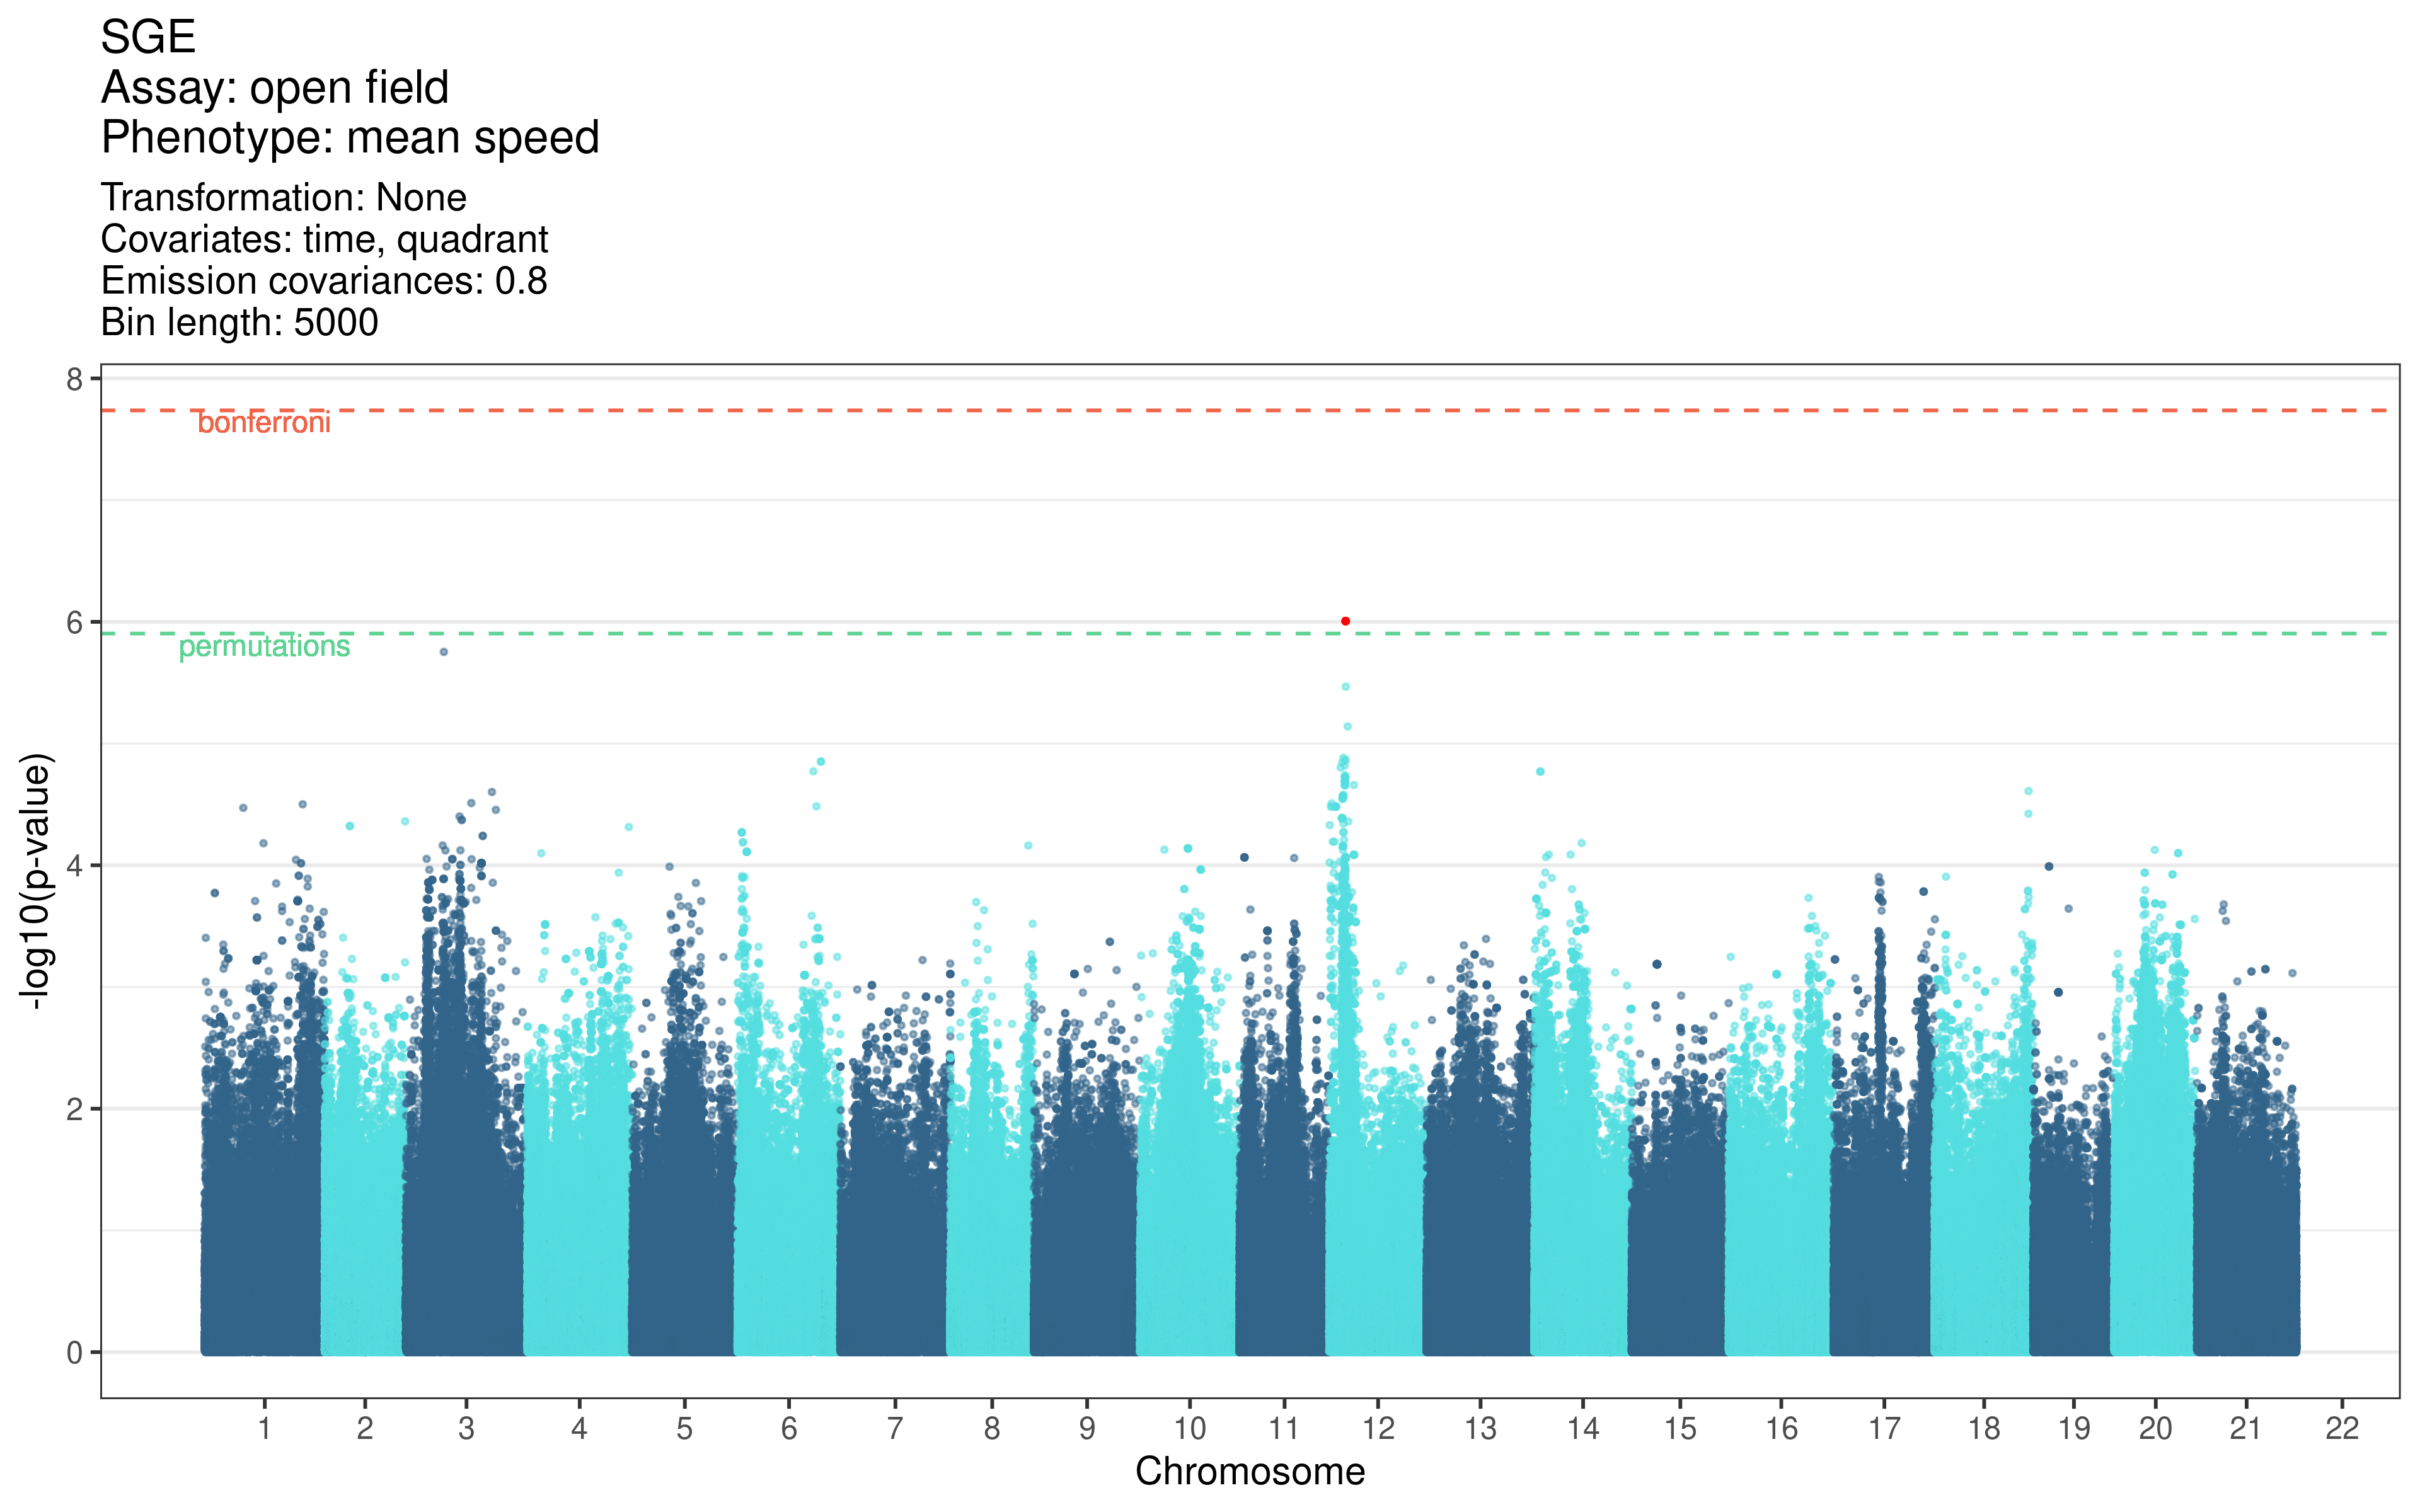 SGE
Assay: open field
Phenotype: mean speed
Transformation: None
Covariates: time, quadrant
Emission covariances: 0.8
Bin length: 5000
8
bonferroni
6
permutations
4
2
0
-log10(p-value)
1 2 3 4 5 6 7 8 9 10 11 12 13 14 15 16 17 18 19 20 21 22
Chromosome